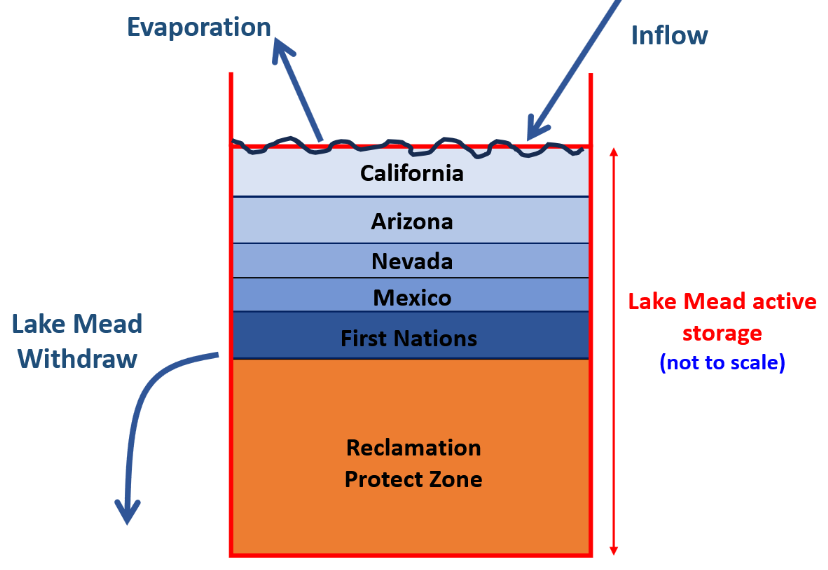 Evaporation
Inflow
California
Arizona
Nevada
Mexico
First Nations
Lake Mead
Withdraw
Lake Mead active
storage
(not to scale)
Reclamation
Protect Zone